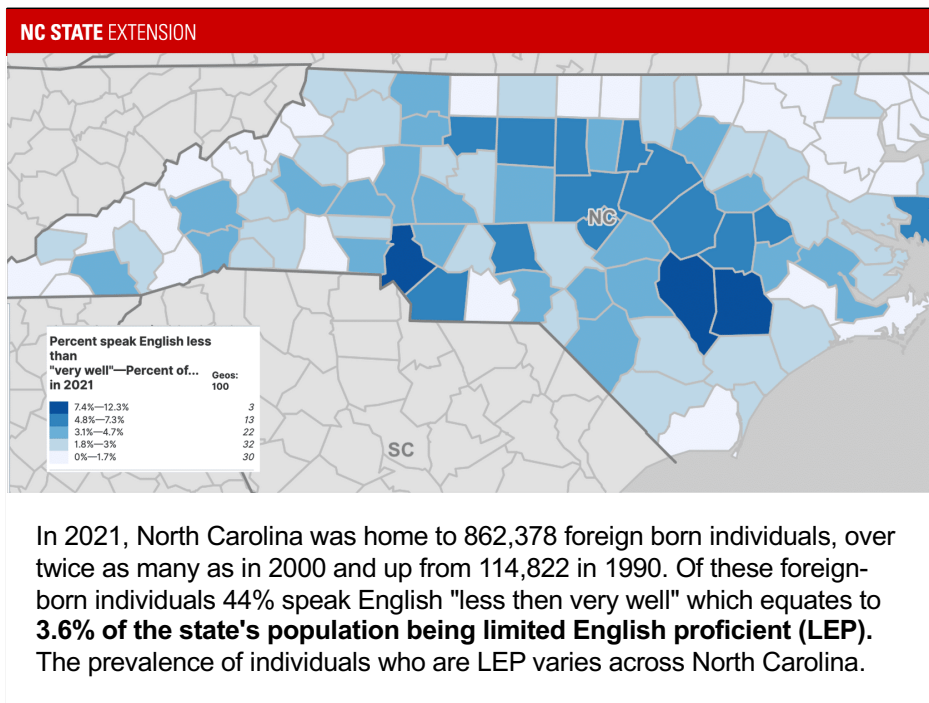 NC STATE EXTENSION
NC
SC
Percent speak English less
than
"very well"—Percent of...
in 2021
Geos:
100
7.4%—12.3% 3
4.8%—7.3% 13
3.1%—4.7% 22
1.8%—3% 32
0%—1.7% 30
In 2021, North Carolina was home to 862,378 foreign born individuals, over
twice as many as in 2000 and up from 114,822 in 1990. Of these foreign-
born individuals 44% speak English "less then very well" which equates to
3.6% of the state's population being limited English proficient (LEP).
The prevalence of individuals who are LEP varies across North Carolina.